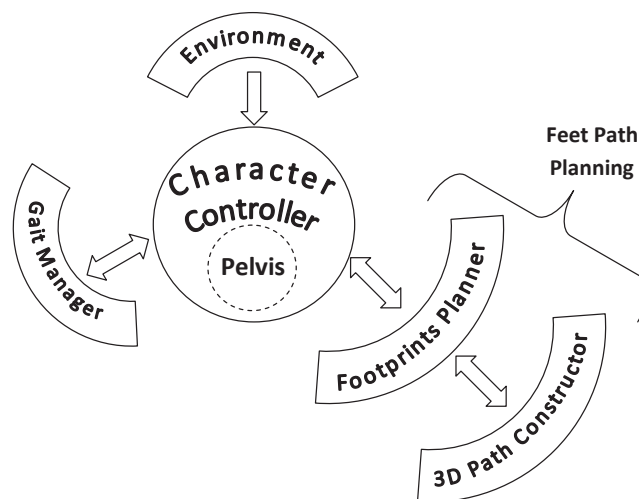 Environment
Feet Path
Planning
Character
Controller
Pelvis
Gait Manager
Footprints Planner
3D Path Constructor